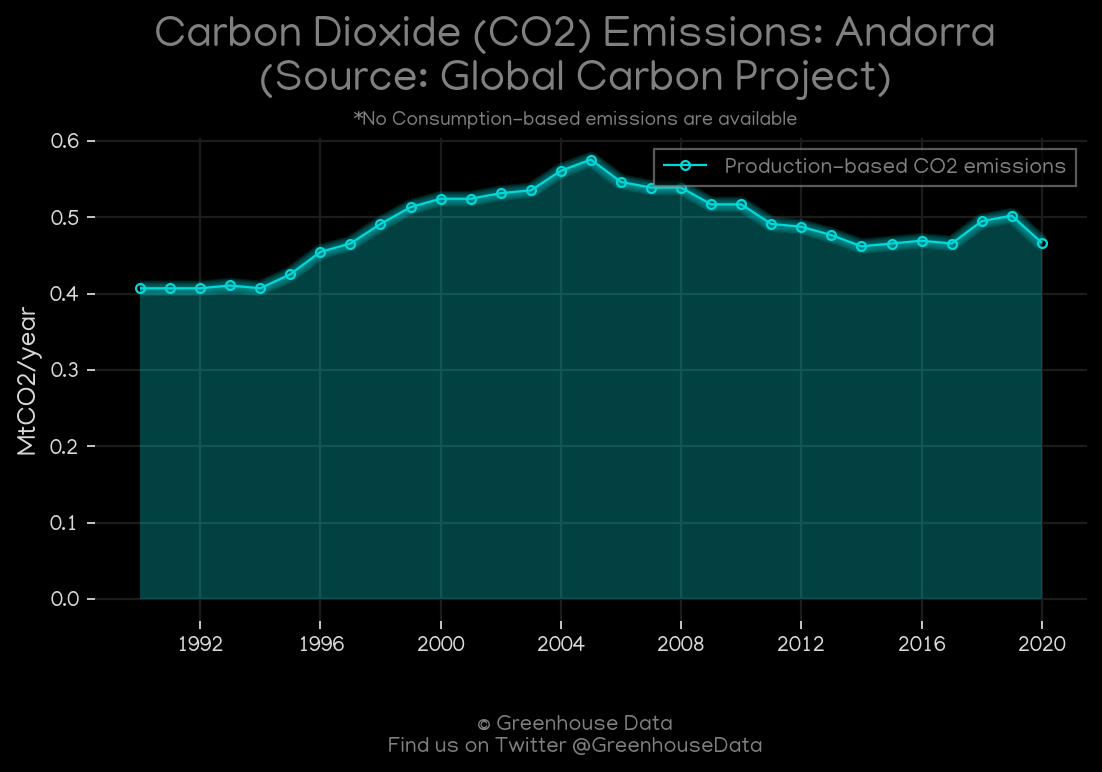 Carbon Dioxide (CO2) Emissions: Andorra
(Source: Global Carbon Project)
*No Consumption-based emissions are available
Production-based CO2 emissions
MtCO2/year
0.6
0.5
0.4
0.3
0.2
0.1
0.0
1992 1996 2000 2004 2008 2012 2016 2020
© Greenhouse Data
Find us on Twitter @GreenhouseData